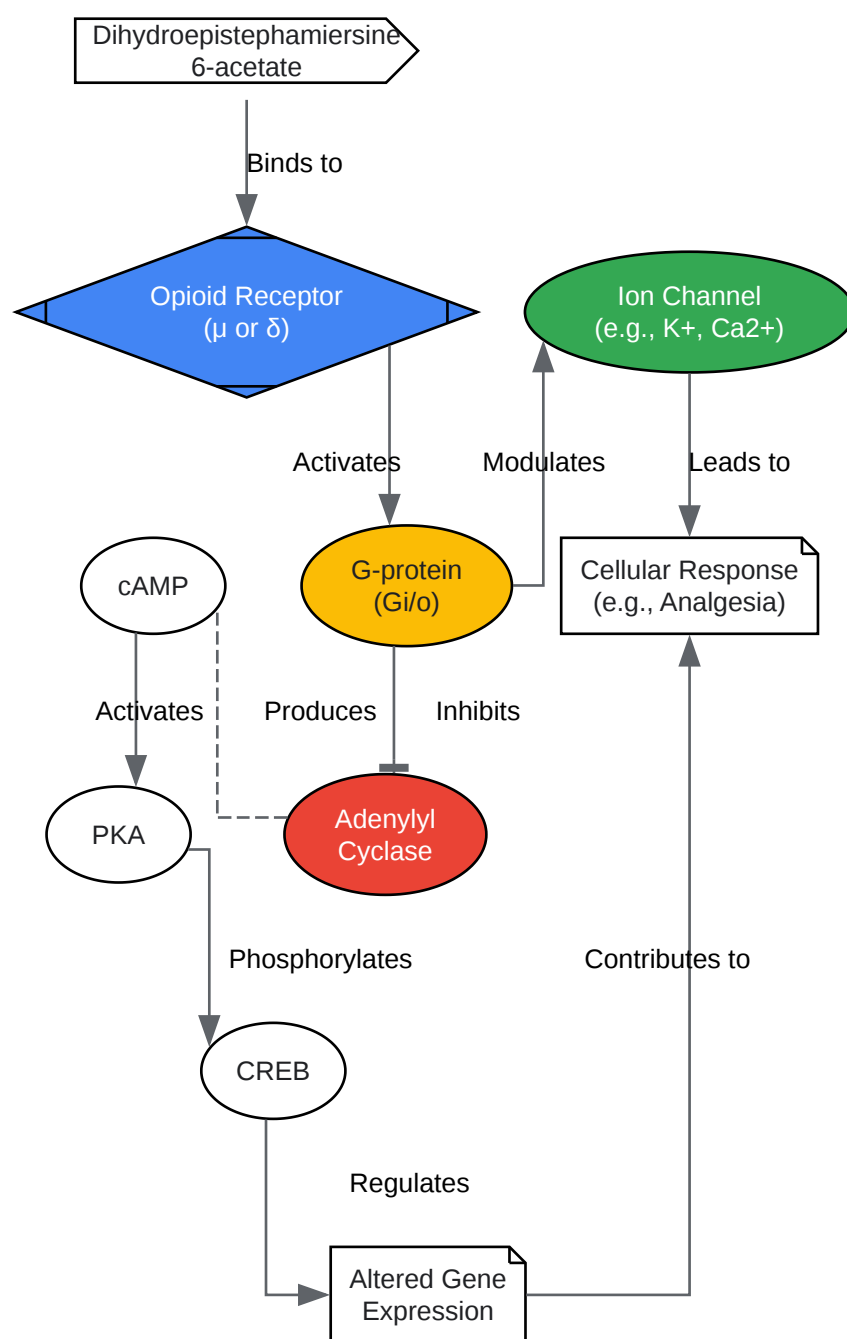 Dihydroepistephamiersine
6-acetate
Binds to
Opioid Receptor
(μ or δ)
Ion Channel
(e.g., K+, Ca2+)
Activates
Modulates
Leads to
cAMP
G-protein
(Gi/o)
Cellular Response
(e.g., Analgesia)
Activates
Produces
Inhibits
PKA
Adenylyl
Cyclase
Phosphorylates
Contributes to
CREB
Regulates
Altered Gene
Expression